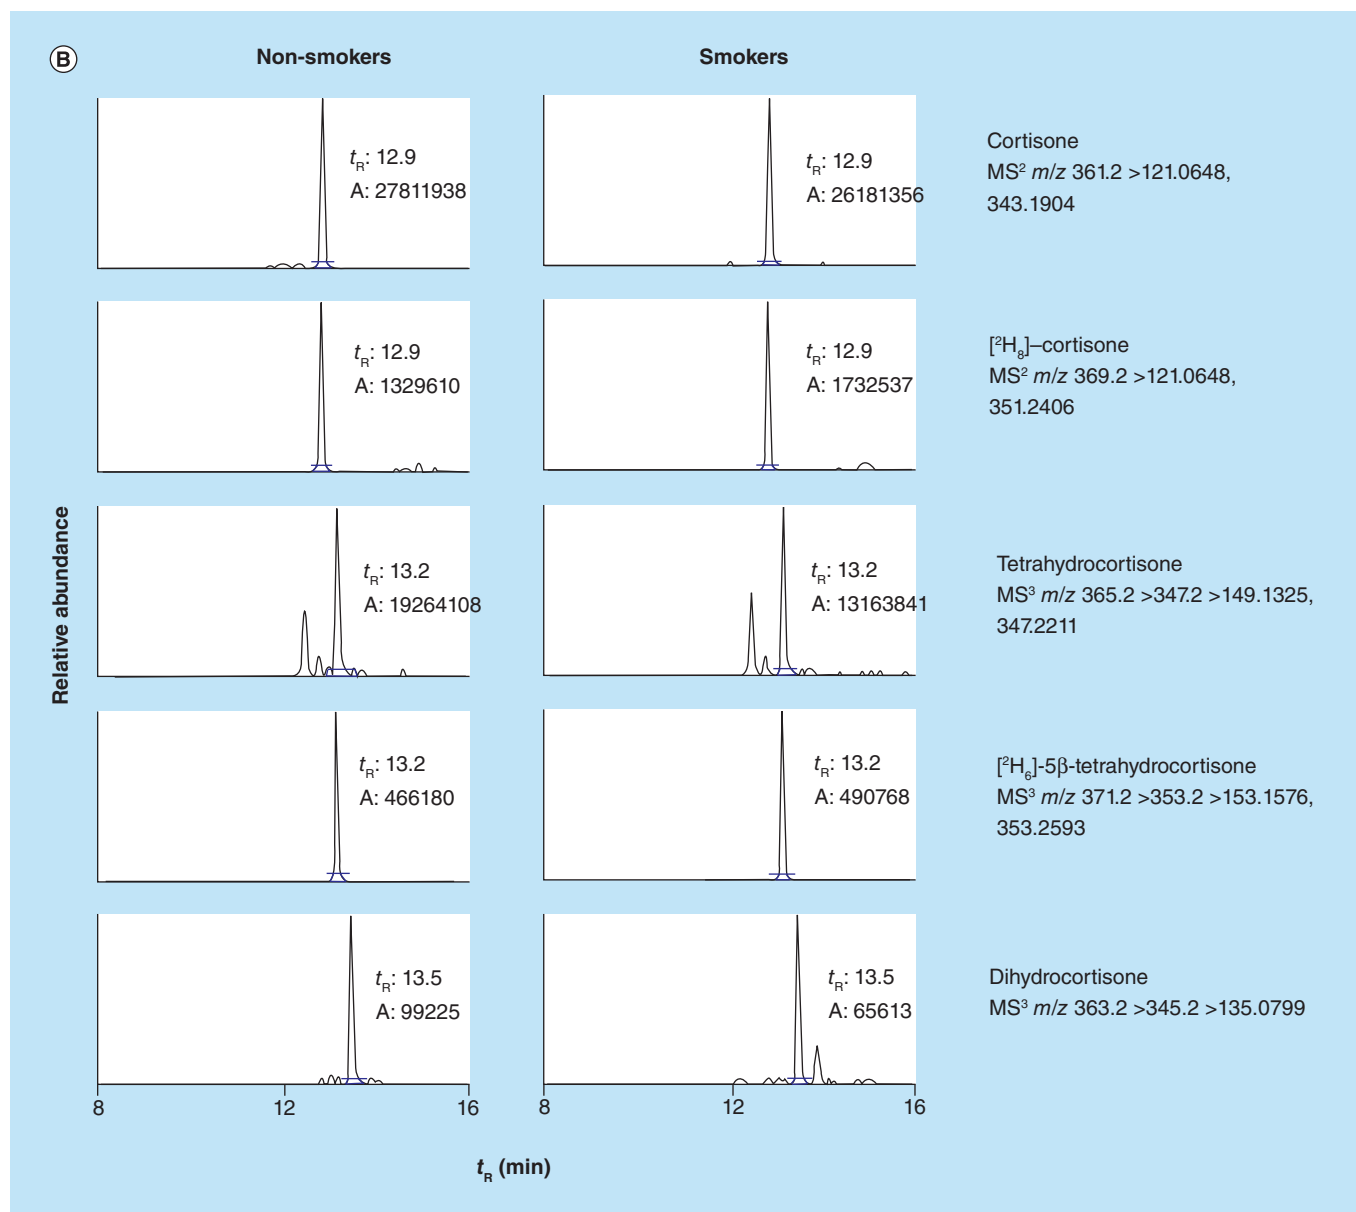 B
Non-smokers
Smokers
tR: 12.9
A: 27811938
tR: 12.9
A: 26181356
Cortisone
MS² m/z 361.2 >121.0648,
343.1904
tR: 12.9
A: 1329610
tR: 12.9
A: 1732537
[²H₈]–cortisone
MS² m/z 369.2 >121.0648,
351.2406
Relative abundance
tR: 13.2
A: 19264108
tR: 13.2
A: 13163841
Tetrahydrocortisone
MS³ m/z 365.2 >347.2 >149.1325,
347.2211
tR: 13.2
A: 466180
tR: 13.2
A: 490768
[²H₆]-5β-tetrahydrocortisone
MS³ m/z 371.2 >353.2 >153.1576,
353.2593
tR: 13.5
A: 99225
tR: 13.5
A: 65613
Dihydrocortisone
MS³ m/z 363.2 >345.2 >135.0799
8 12 16
8 12 16
tR (min)